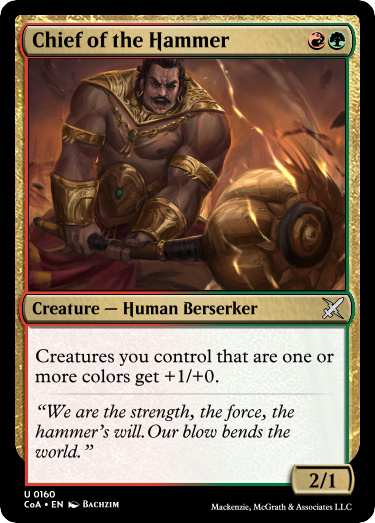 Chief of the Hammer
Creature — Human Berserker
Creatures you control that are one or
more colors get +1/+0.
“We are the strength, the force, the
hammer’s will.Our blow bends the
world.”
2/1
U 0160
CoA • EN Bachzim
Mackenzie, McGrath & Associates LLC